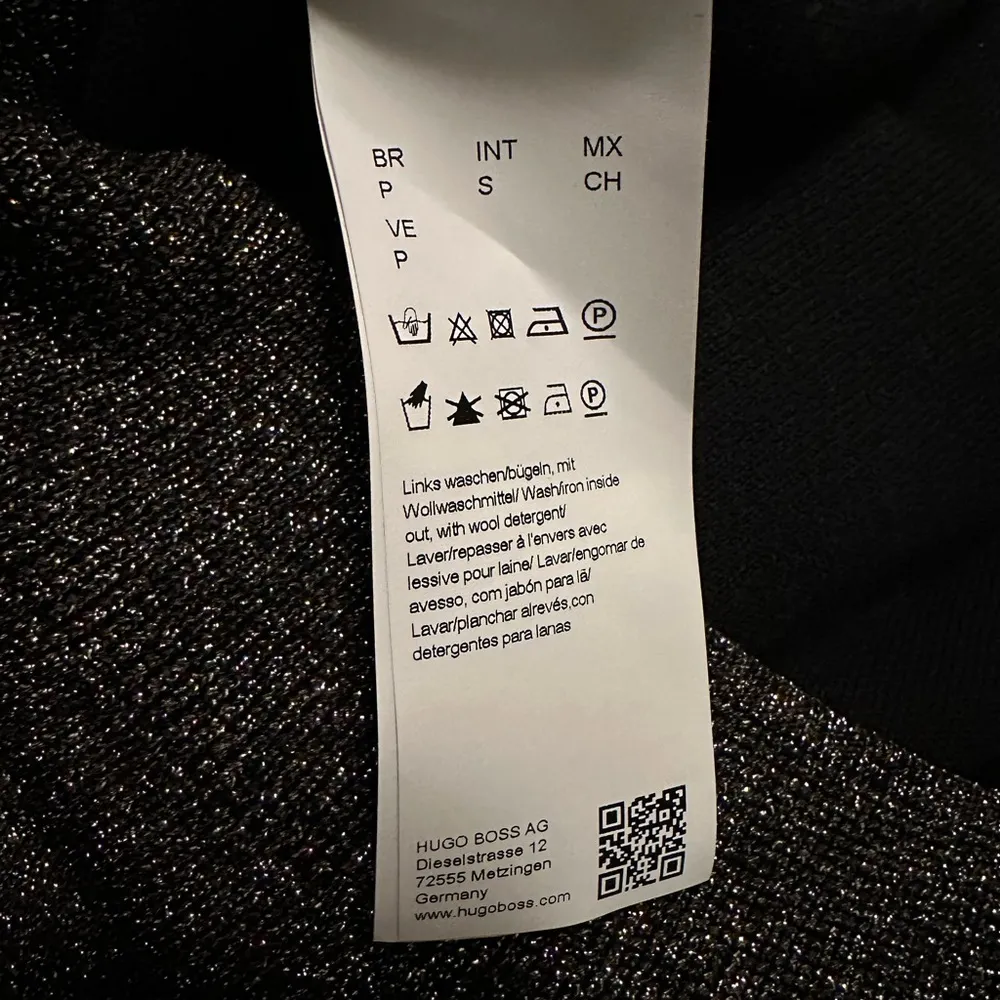 BR INT MX
P S CH
VE
P
P
P
Links waschen/bügeln, mit
Wollwaschmittel/ Wash/iron inside
out, with wool detergent/
Laver/repasser à l'envers avec
lessive pour laine/ Lavar/engomar de
avesso, com jabón para lã/
Lavar/planchar alrevés,con
detergentes para lanas
HUGO BOSS AG
Dieselstrasse 12
72555 Metzingen
Germany
www.hugoboss.com